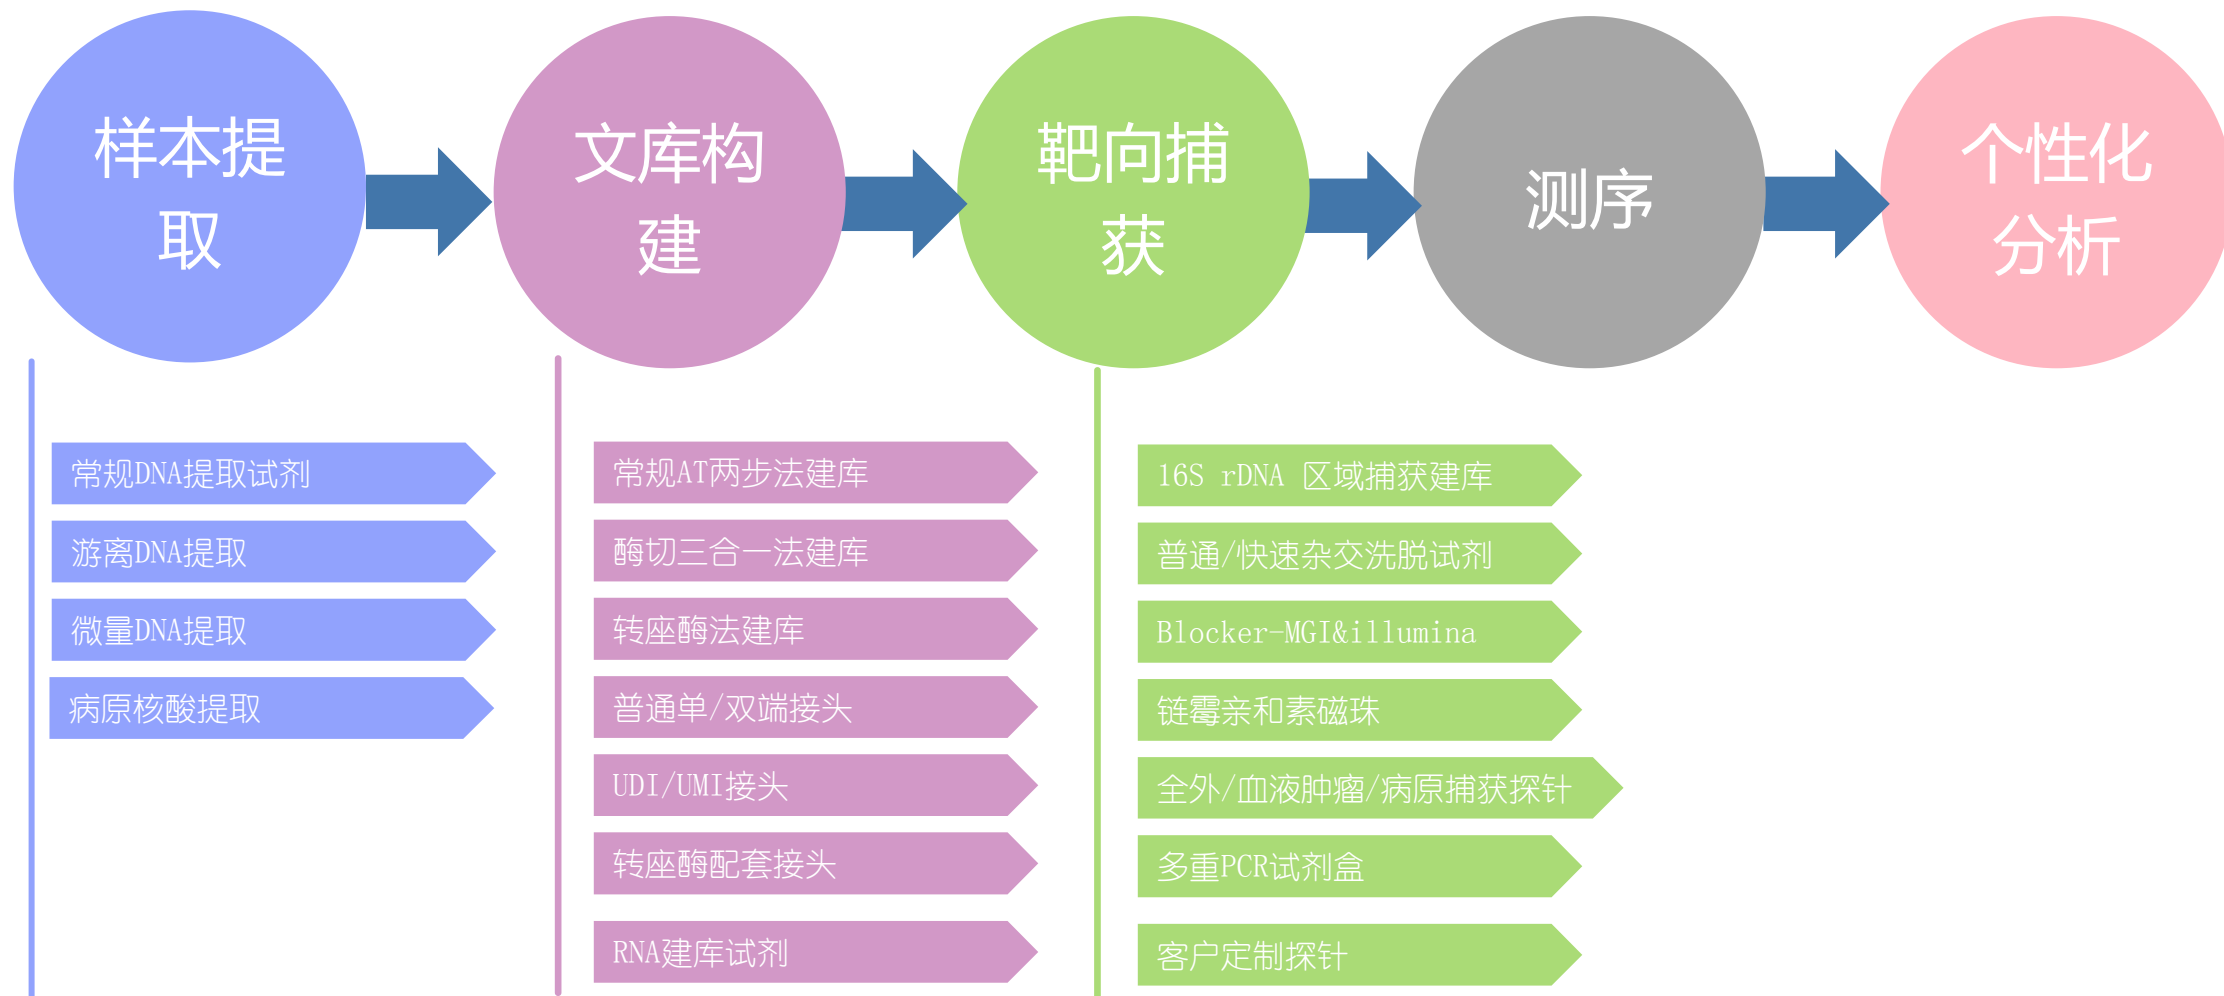 样本提
取
文库构
建
靶向捕
获
测序
个性化
分析
常规DNA提取试剂
游离DNA提取
微量DNA提取
病原核酸提取
常规AT两步法建库
酶切三合一法建库
转座酶法建库
普通单/双端接头
UDI/UMI接头
转座酶配套接头
RNA建库试剂
16S rDNA 区域捕获建库
普通/快速杂交洗脱试剂
Blocker-MGI&illumina
链霉亲和素磁珠
全外/血液肿瘤/病原捕获探针
多重PCR试剂盒
客户定制探针